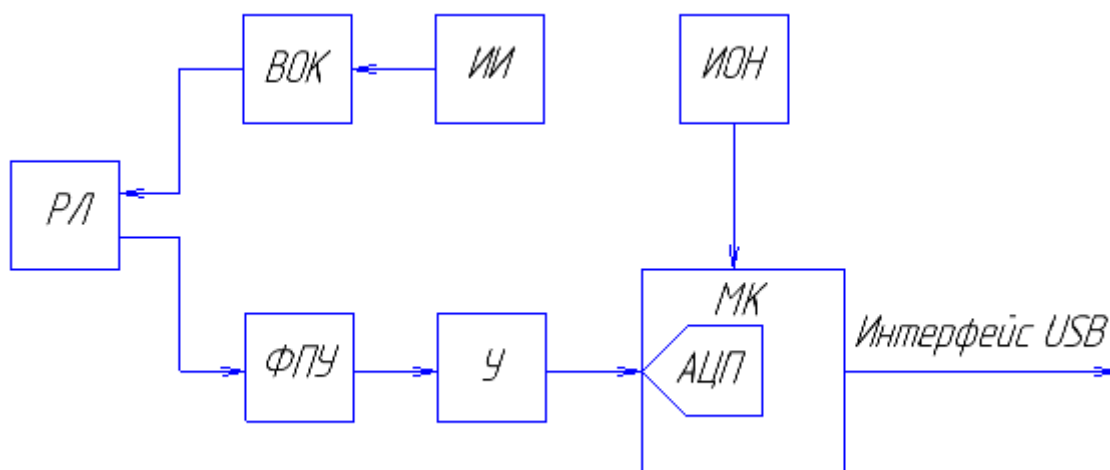 ВОК
ИИ
ИОН
РЛ
МК
Интерфейс USB
ФПУ
У
АЦП